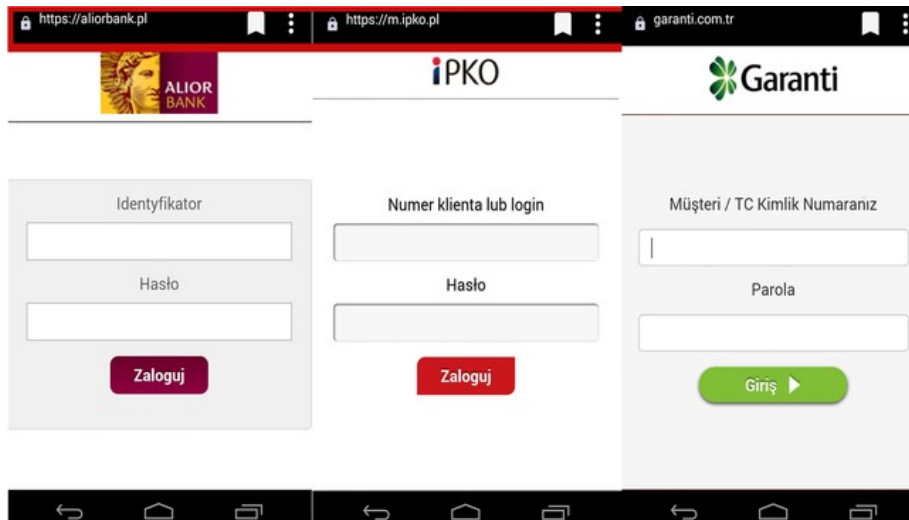 https://aliorbank.pl
ALIOR
BANK
Identyfikator
Hasło
Zaloguj
https://m.ipko.pl
iPKO
Numer klienta lub login
Hasło
Zaloguj
garanti.com.tr
Garanti
Müşteri / TC Kimlik Numaranız
Parola
Giriş